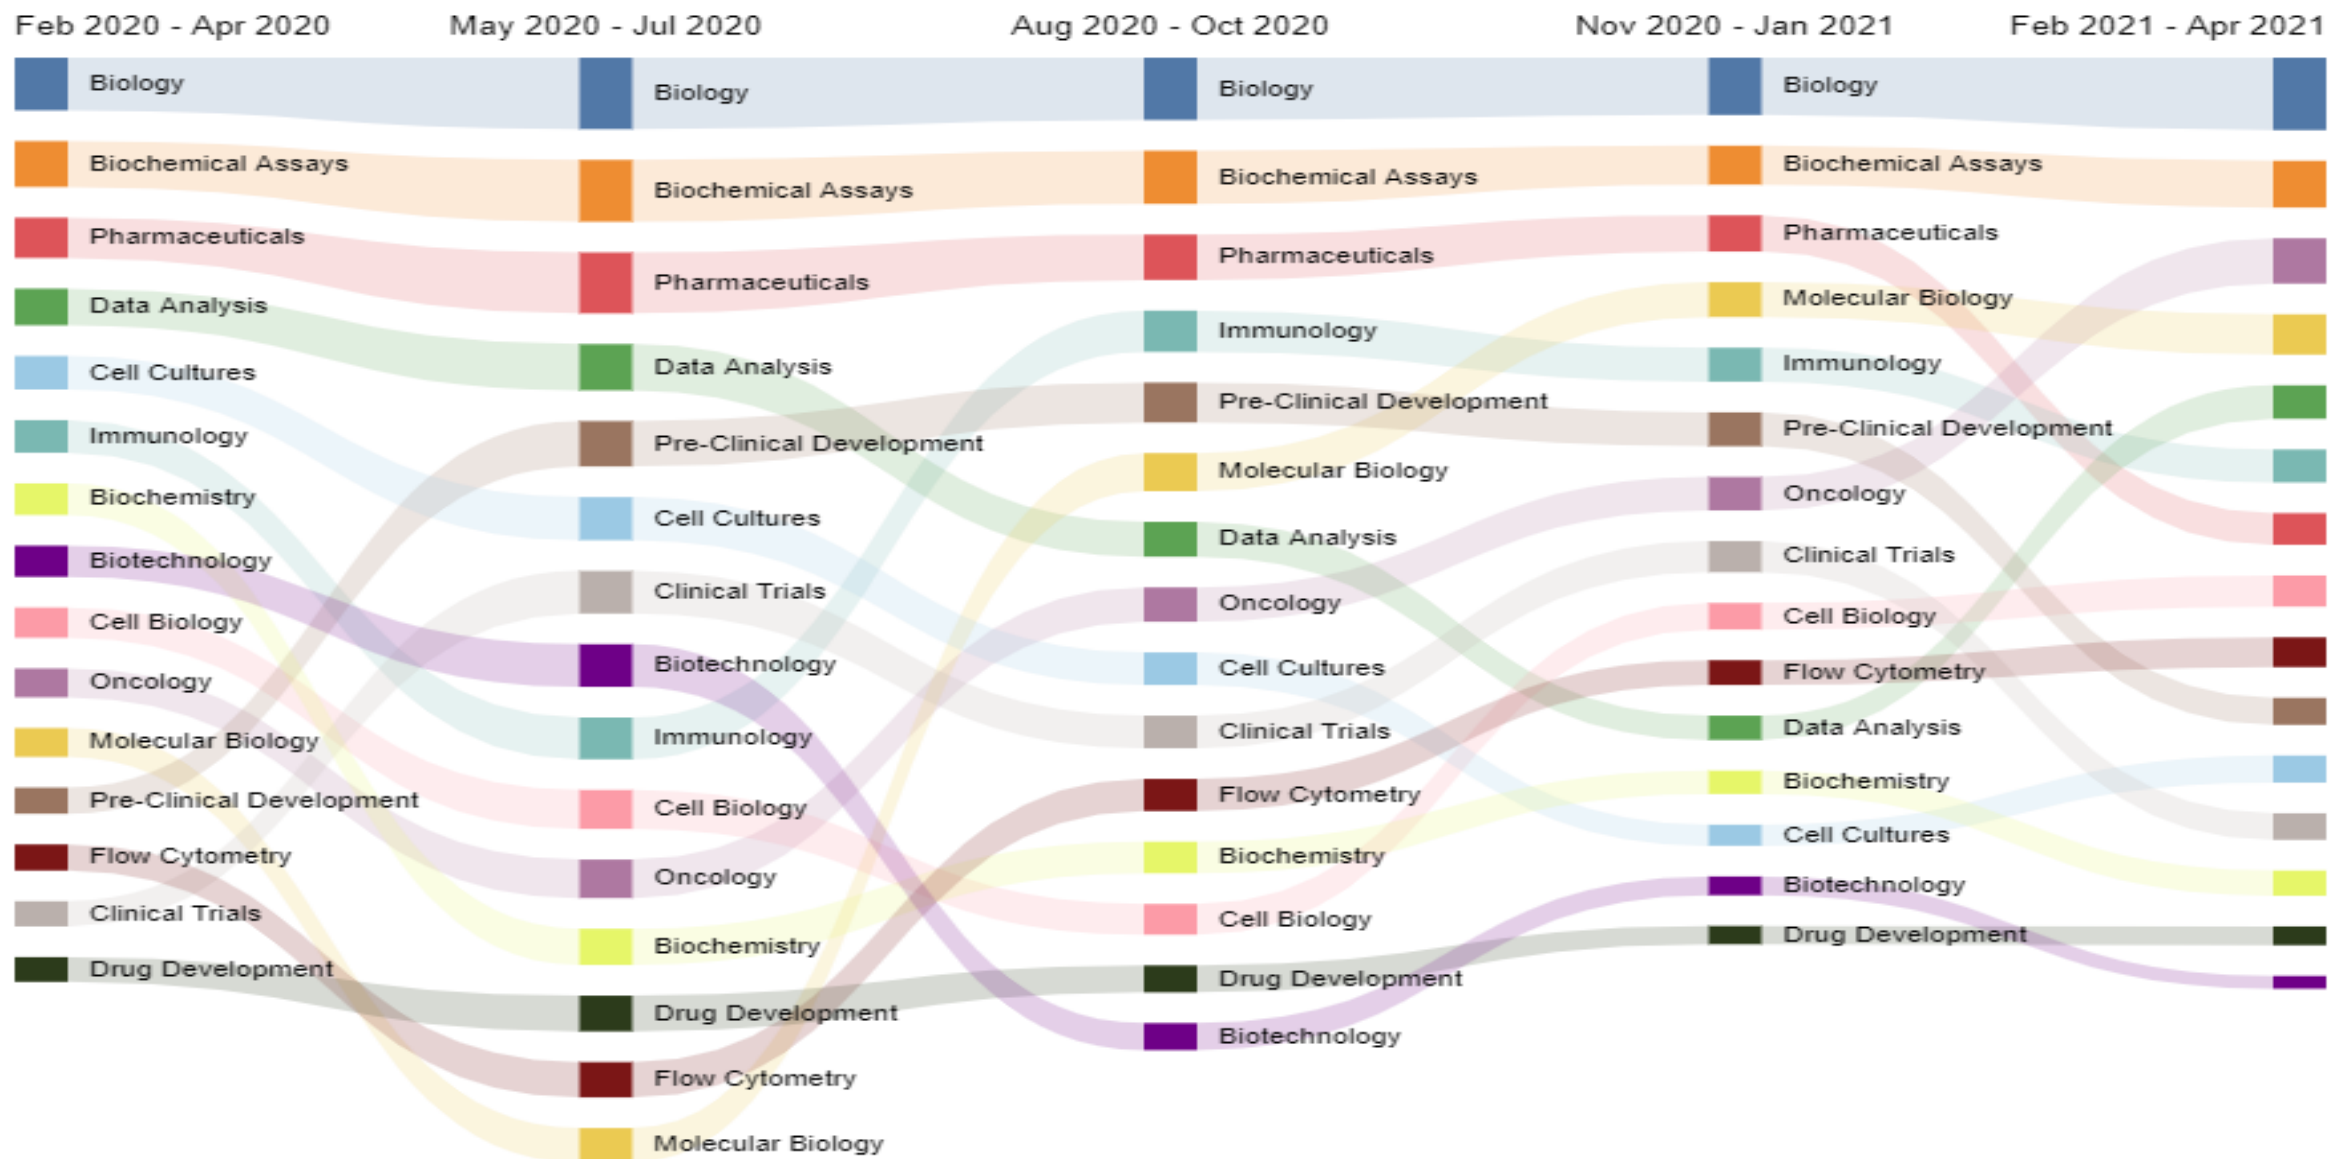 Feb 2020 - Apr 2020
May 2020 - Jul 2020
Aug 2020 - Oct 2020
Nov 2020 - Jan 2021
Feb 2021 - Apr 2021
Biology
Biochemical Assays
Pharmaceuticals
Data Analysis
Cell Cultures
Immunology
Biochemistry
Biotechnology
Cell Biology
Oncology
Molecular Biology
Pre-Clinical Development
Flow Cytometry
Clinical Trials
Drug Development
Biology
Biochemical Assays
Pharmaceuticals
Data Analysis
Pre-Clinical Development
Cell Cultures
Clinical Trials
Biotechnology
Immunology
Cell Biology
Oncology
Biochemistry
Drug Development
Flow Cytometry
Molecular Biology
Biology
Biochemical Assays
Pharmaceuticals
Immunology
Pre-Clinical Development
Molecular Biology
Data Analysis
Oncology
Cell Cultures
Clinical Trials
Flow Cytometry
Biochemistry
Cell Biology
Drug Development
Biotechnology
Biology
Biochemical Assays
Pharmaceuticals
Molecular Biology
Immunology
Pre-Clinical Development
Oncology
Clinical Trials
Cell Biology
Flow Cytometry
Data Analysis
Biochemistry
Cell Cultures
Biotechnology
Drug Development